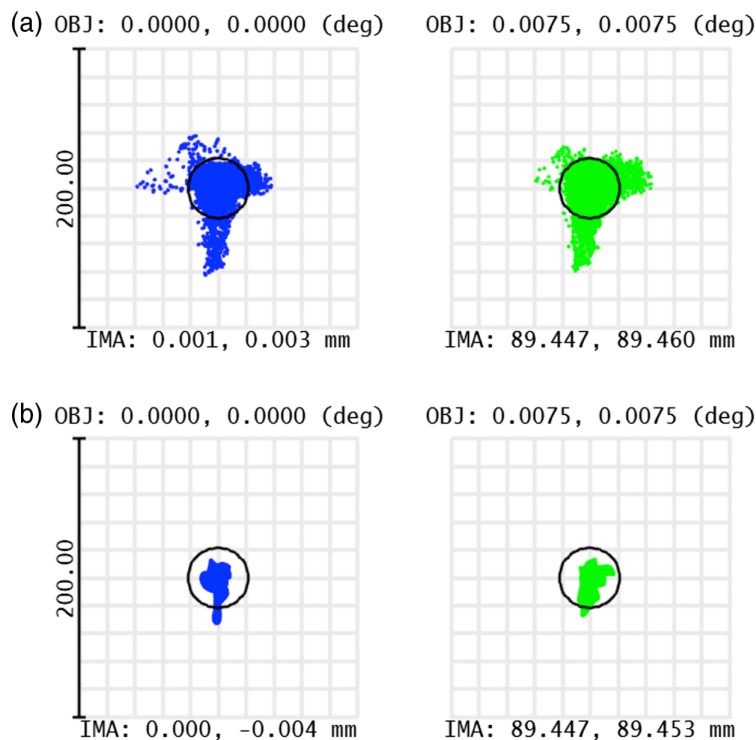 (a) OBJ: 0.0000, 0.0000 (deg) OBJ: 0.0075, 0.0075 (deg)
200.00
IMA: 0.001, 0.003 mm IMA: 89.447, 89.460 mm
(b) OBJ: 0.0000, 0.0000 (deg) OBJ: 0.0075, 0.0075 (deg)
200.00
IMA: 0.000, -0.004 mm IMA: 89.447, 89.453 mm